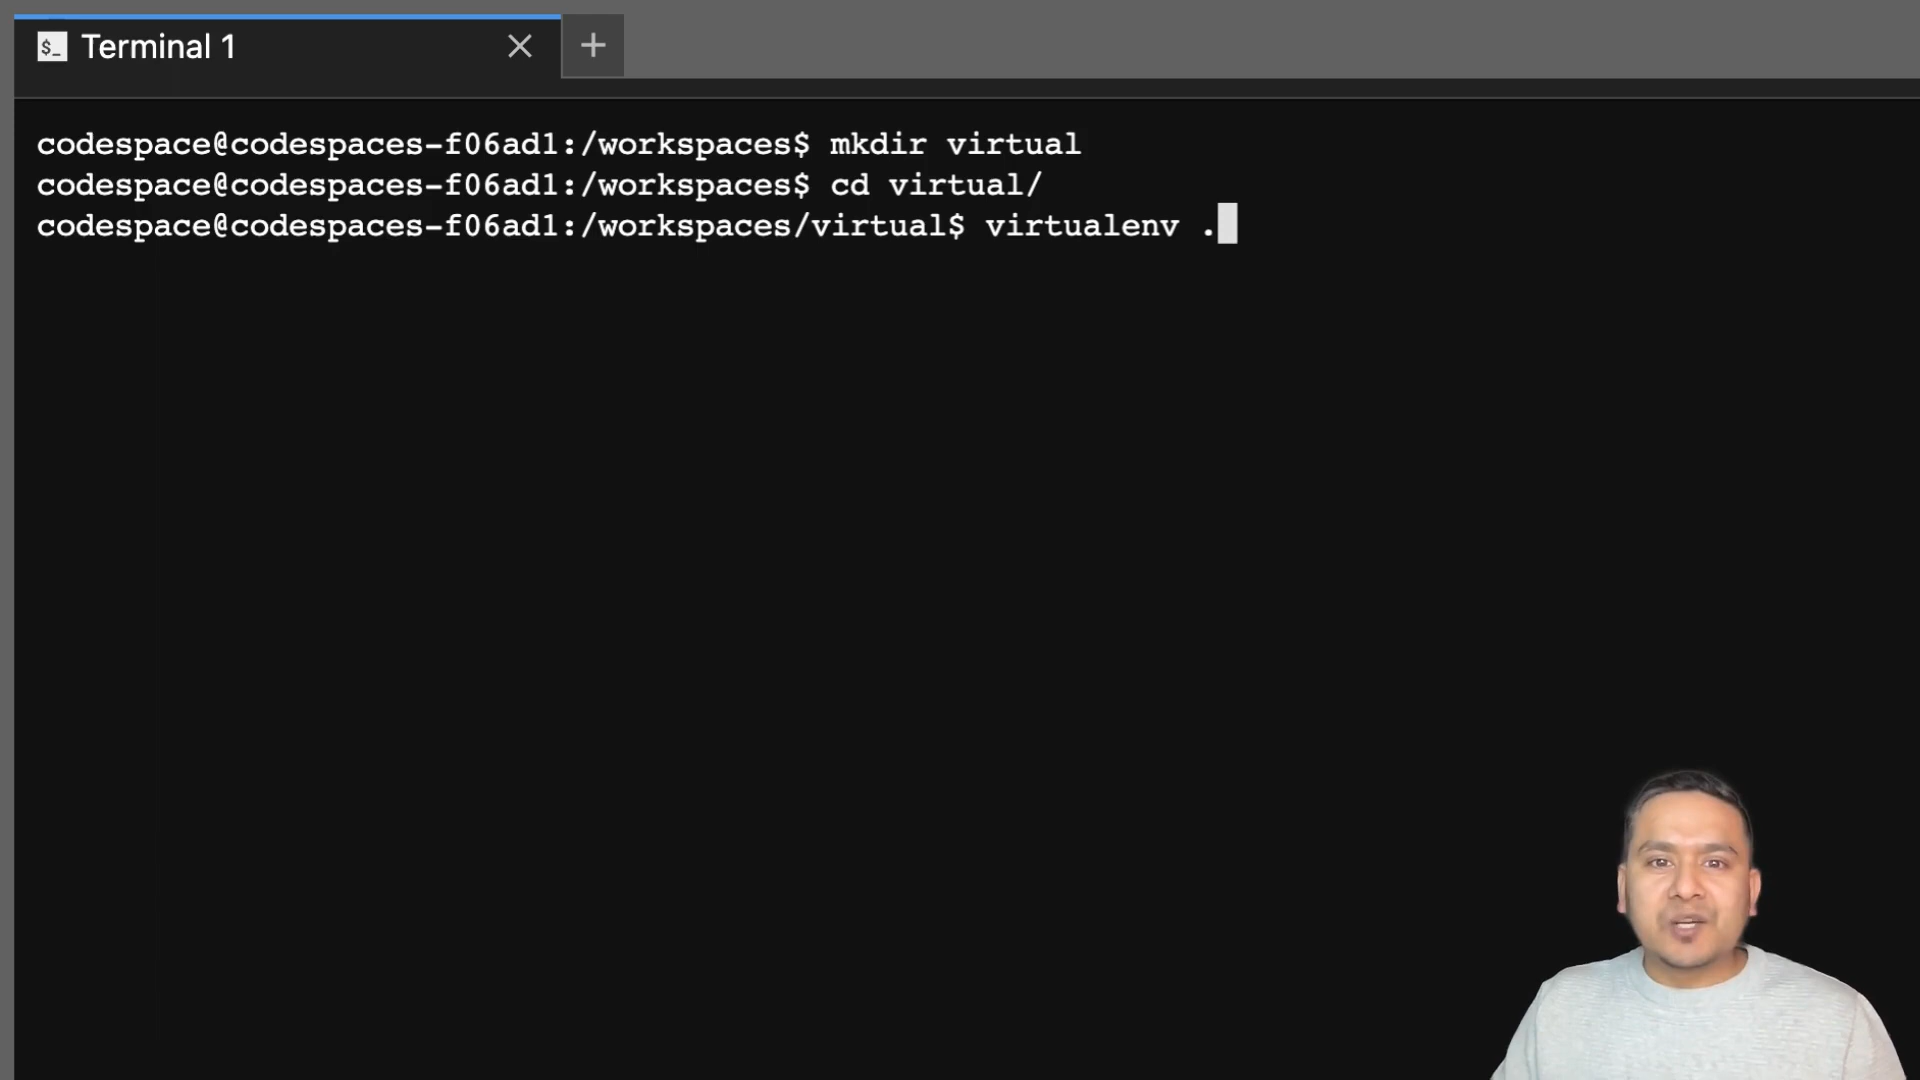 $_ Terminal 1
codespace@codespaces-f06ad1:/workspaces$ mkdir virtual
codespace@codespaces-f06ad1:/workspaces$ cd virtual/
codespace@codespaces-f06ad1:/workspaces/virtual$ virtualenv .